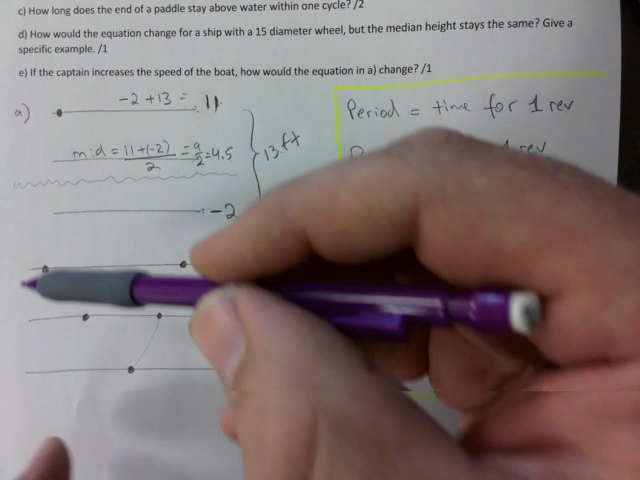 c) How long does the end of a paddle stay above water within one cycle? /2
d) How would the equation change for a ship with a 15 diameter wheel, but the median height stays the same? Give a
specific example. /1
e) If the captain increases the speed of the boat, how would the equation in a) change? /1
a) -2 +13 = 11
Period = time for 1 rev
mid = 11+(-2) / 2 = 9/2 = 4.5
13 ft
rev
-2